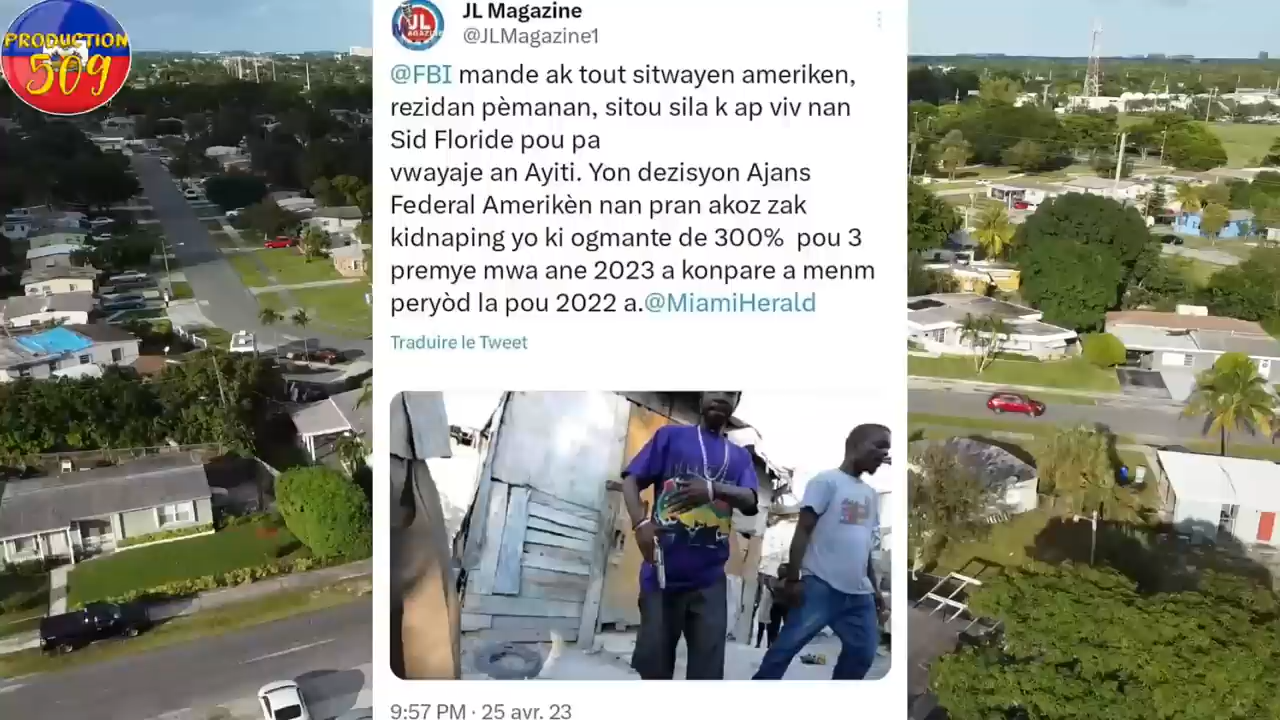 PRODUCTION
509
JL Magazine
@JLMagazine1
@FBI mande ak tout sitwayen ameriken,
rezidan pèmanan, sitou sila k ap viv nan
Sid Floride pou pa
vwayaje an Ayiti. Yon dezisyon Ajans
Federal Amerikèn nan pran akoz zak
kidnaping yo ki ogmante de 300% pou 3
premye mwa ane 2023 a konpare a menm
peryòd la pou 2022 a.@MiamiHerald
Traduire le Tweet
9:57 PM · 25 avr. 23